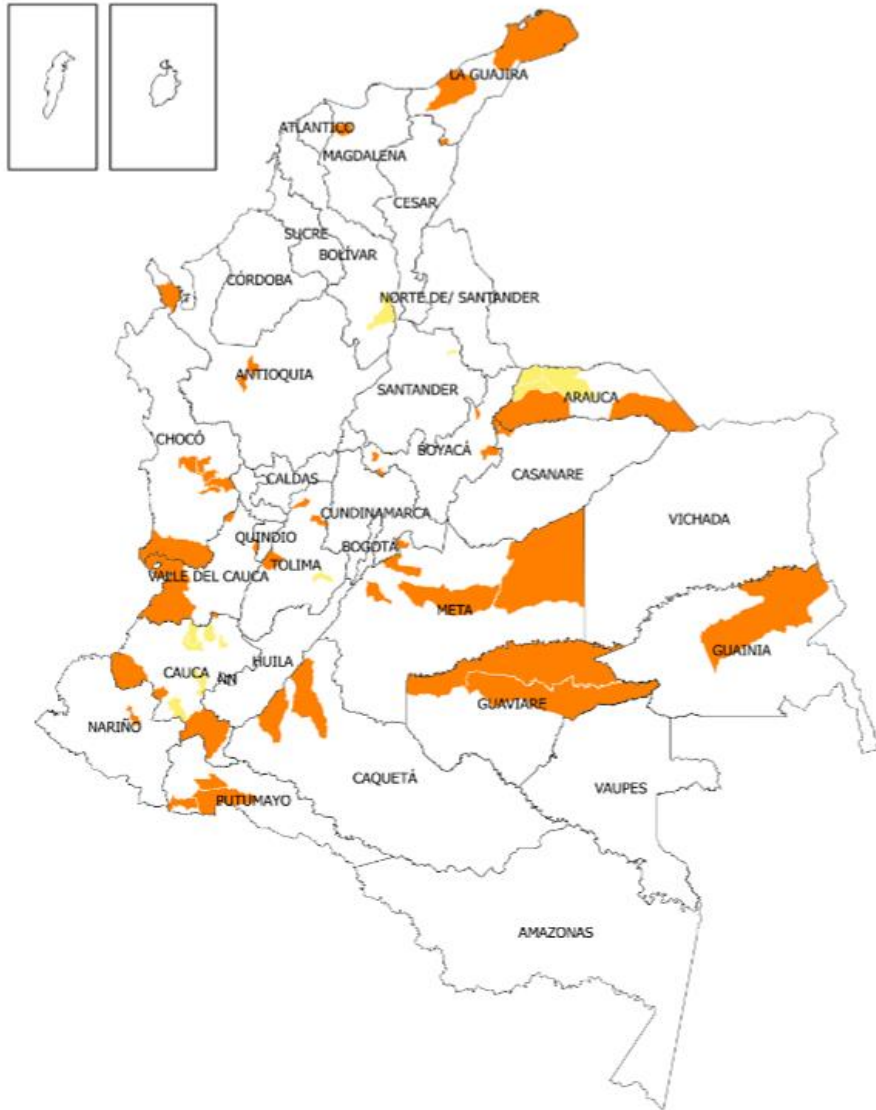 LA GUAJIRA
ATLANTICO
MAGDALENA
CESAR
SUCRE
BOLÍVAR
CÓRDOBA
NORTE DE/ SANTANDER
ANTIOQUIA
SANTANDER
ARAUCA
CHOCÓ
BOYACÁ
CASANARE
CALDAS
CUNDINAMARCA
VICHADA
QUINDIO
BOGOTÁ
TOLIMA
VALLE DEL CAUCA
META
GUAINIA
HUILA
CAUCA
GUAVIARE
NARIÑO
CAQUETÁ
VAUPES
PUTUMAYO
AMAZONAS